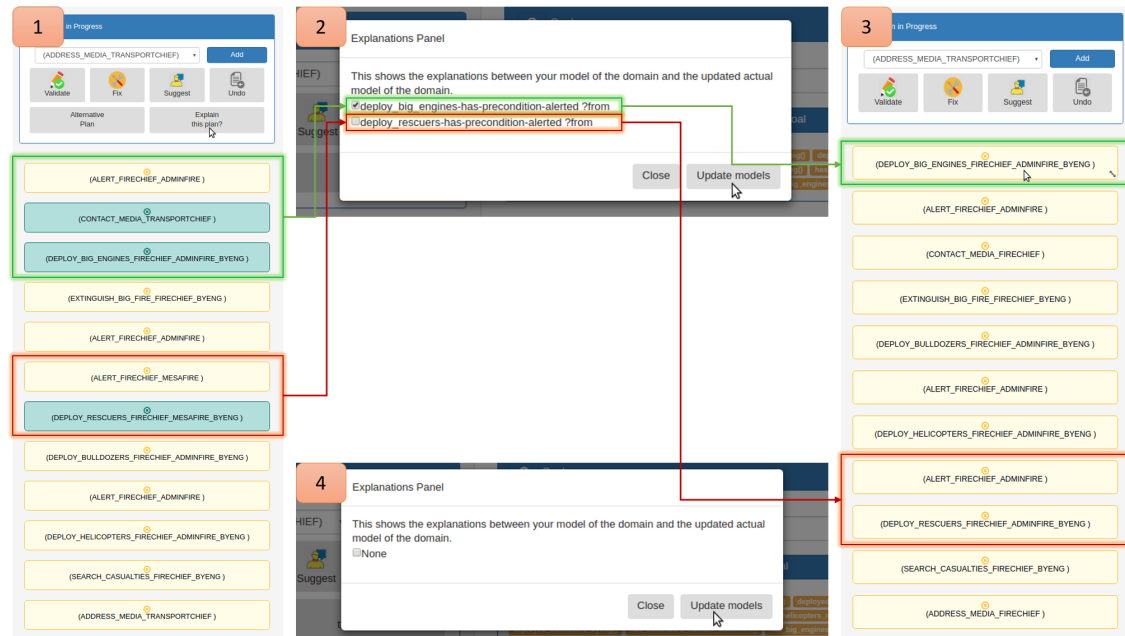 1
in Progress
(ADDRESS_MEDIA_TRANSPORTCHIEF)
Add
Validate
Fix
Suggest
Undo
Alternative
Plan
Explain
this plan?
(ALERT_FIRECHIEF_ADMINFIRE )
(CONTACT_MEDIA_TRANSPORTCHIEF )
(DEPLOY_BIG_ENGINES_FIRECHIEF_ADMINFIRE_BYENG )
(EXTINGUISH_BIG_FIRE_FIRECHIEF_BYENG )
(ALERT_FIRECHIEF_ADMINFIRE )
(ALERT_FIRECHIEF_MESAFIRE )
(DEPLOY_RESCUERS_FIRECHIEF_MESAFIRE_BYENG )
(DEPLOY_BULLDOZERS_FIRECHIEF_ADMINFIRE_BYENG )
(ALERT_FIRECHIEF_ADMINFIRE )
(DEPLOY_HELICOPTERS_FIRECHIEF_ADMINFIRE_BYENG )
(SEARCH_CASUALTIES_FIRECHIEF_BYENG )
(ADDRESS_MEDIA_TRANSPORTCHIEF )
2
HIEF)
Suggest
Explanations Panel
This shows the explanations between your model of the domain and the updated actual
model of the domain.
deploy_big_engines-has-precondition-alerted ?from
deploy_rescuers-has-precondition-alerted ?from
Close
Update models
4
HIEF)
Suggest
Explanations Panel
This shows the explanations between your model of the domain and the updated actual
model of the domain.
None
Close
Update models
3
in Progress
(ADDRESS_MEDIA_TRANSPORTCHIEF)
Add
Validate
Fix
Suggest
Undo
(DEPLOY_BIG_ENGINES_FIRECHIEF_ADMINFIRE_BYENG )
(ALERT_FIRECHIEF_ADMINFIRE )
(CONTACT_MEDIA_FIRECHIEF )
(EXTINGUISH_BIG_FIRE_FIRECHIEF_BYENG )
(DEPLOY_BULLDOZERS_FIRECHIEF_ADMINFIRE_BYENG )
(ALERT_FIRECHIEF_ADMINFIRE )
(DEPLOY_HELICOPTERS_FIRECHIEF_ADMINFIRE_BYENG )
(ALERT_FIRECHIEF_ADMINFIRE )
(DEPLOY_RESCUERS_FIRECHIEF_ADMINFIRE_BYENG )
(SEARCH_CASUALTIES_FIRECHIEF_BYENG )
(ADDRESS_MEDIA_FIRECHIEF )